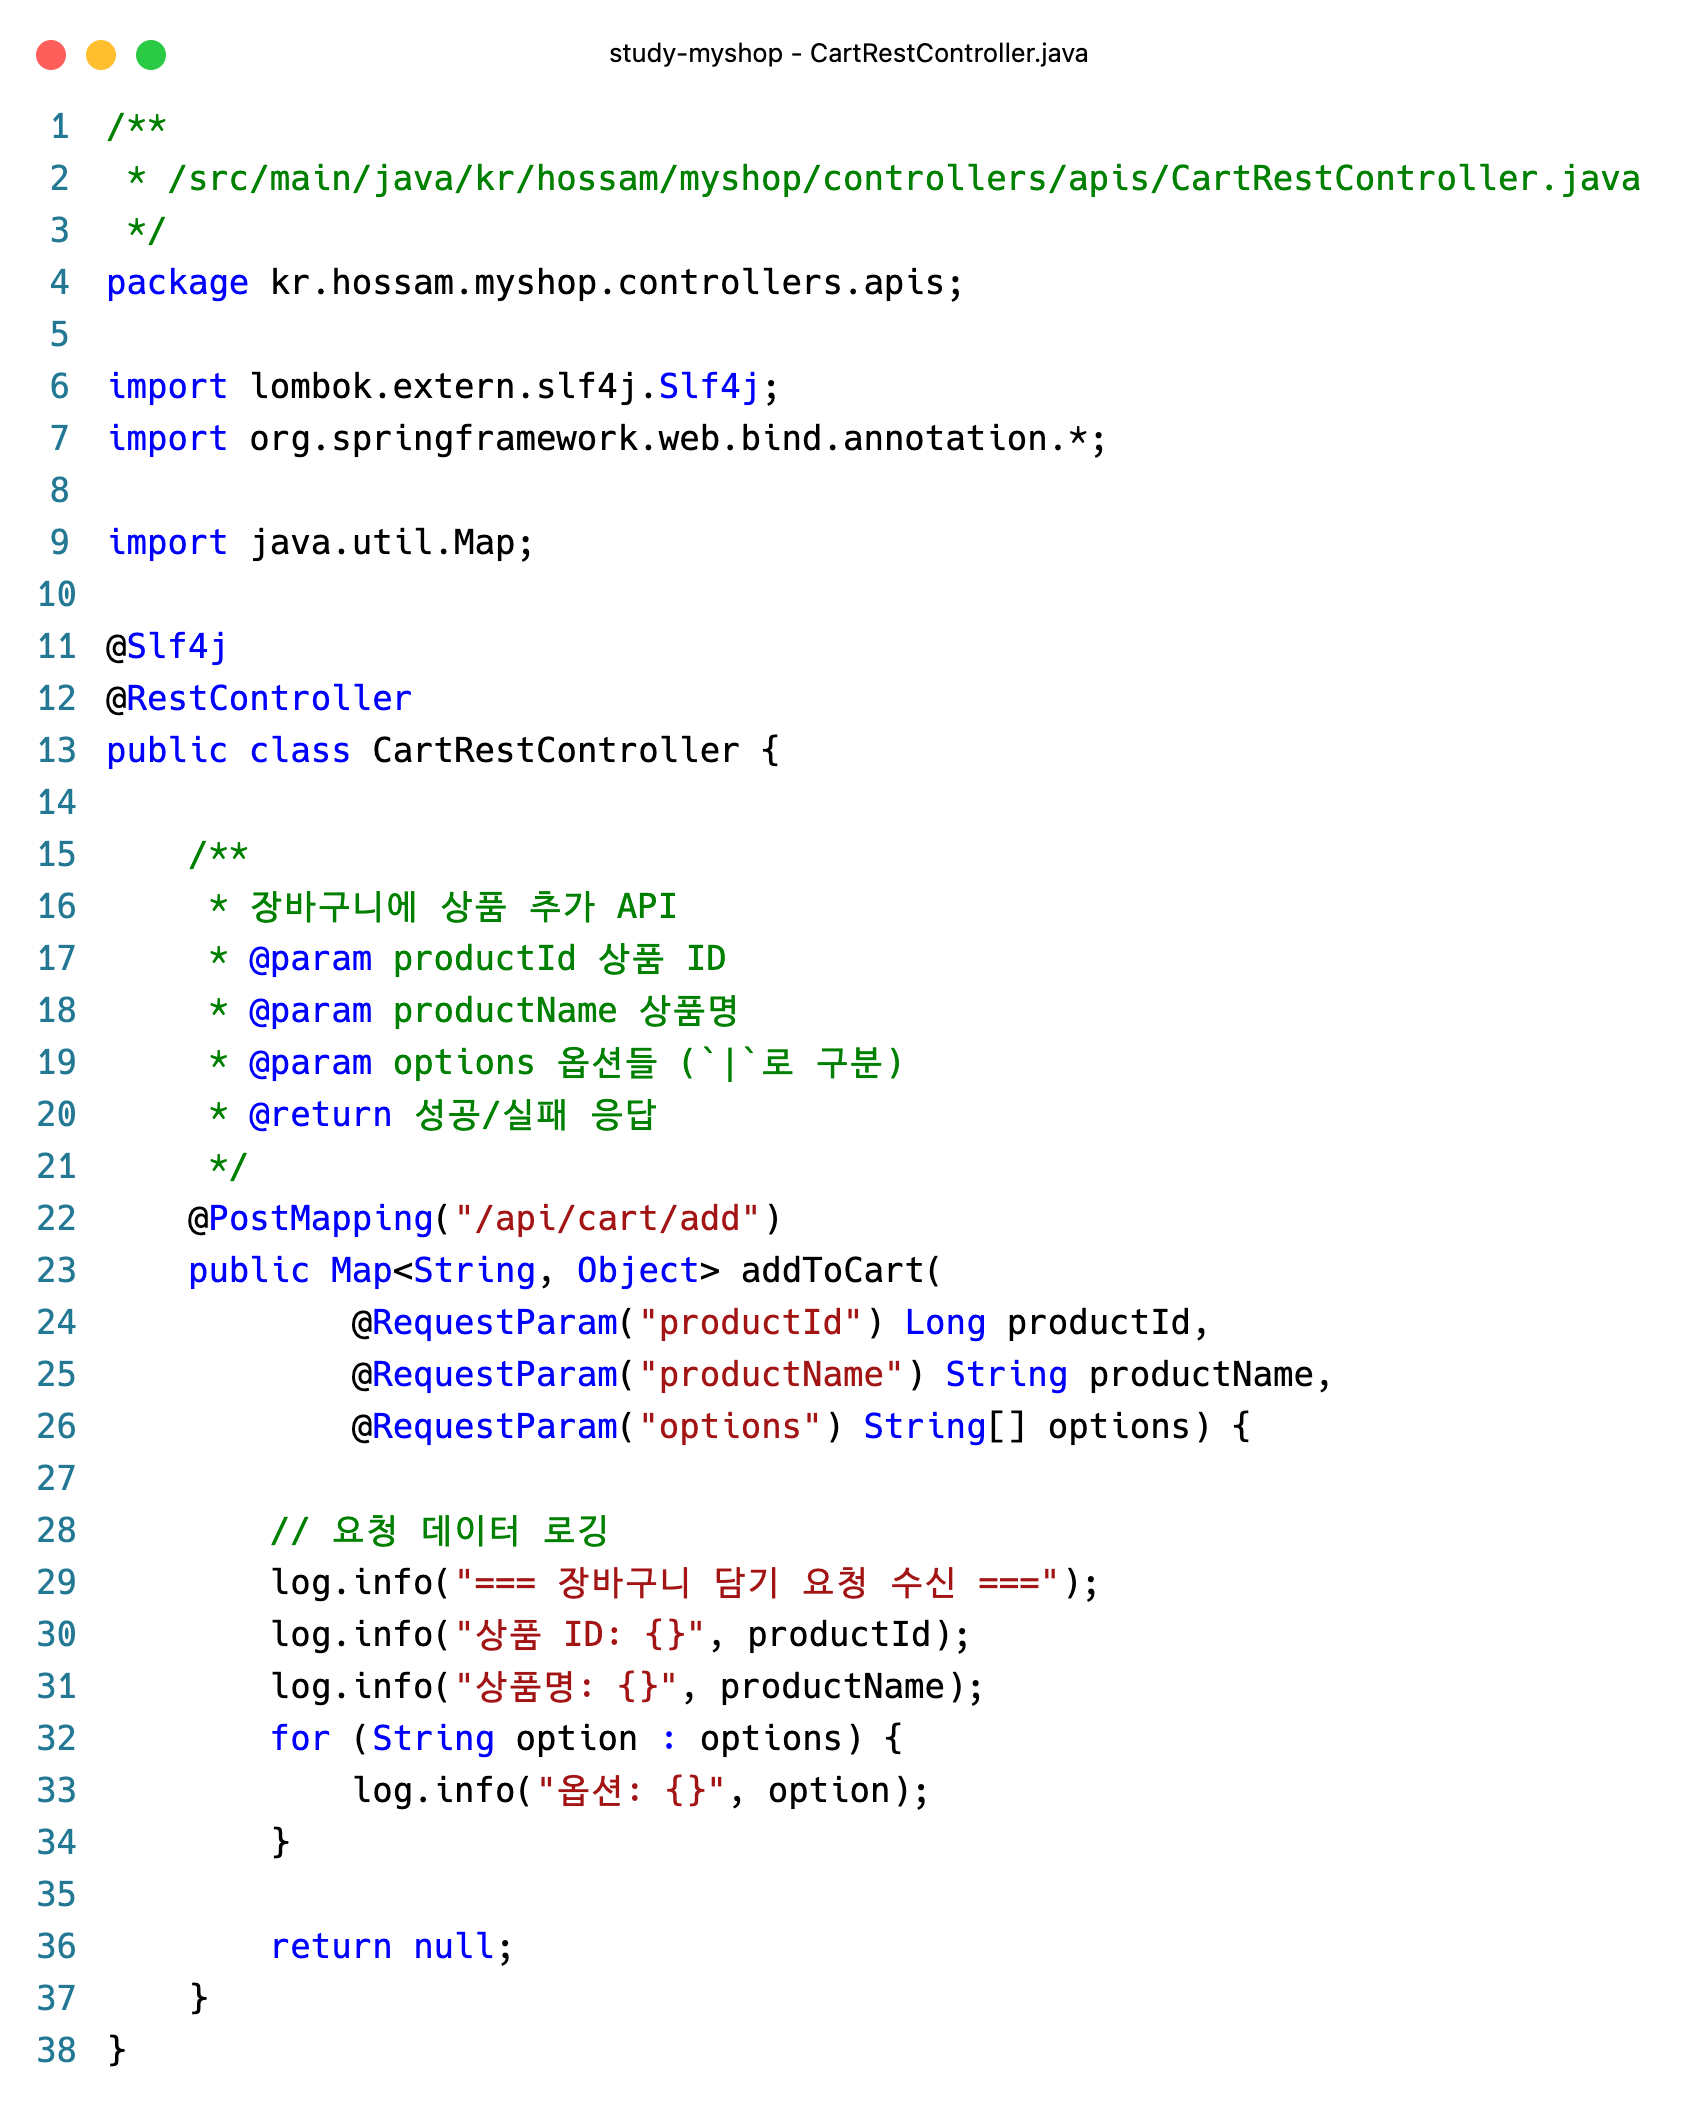 study-myshop - CartRestController.java
1 /**
2  * /src/main/java/kr/hossam/myshop/controllers/apis/CartRestController.java
3  */
4 package kr.hossam.myshop.controllers.apis;
5
6 import lombok.extern.slf4j.Slf4j;
7 import org.springframework.web.bind.annotation.*;
8
9 import java.util.Map;
10
11 @Slf4j
12 @RestController
13 public class CartRestController {
14
15     /**
16      * 장바구니에 상품 추가 API
17      * @param productId 상품 ID
18      * @param productName 상품명
19      * @param options 옵션들 (`|`로 구분)
20      * @return 성공/실패 응답
21      */
22     @PostMapping("/api/cart/add")
23     public Map<String, Object> addToCart(
24             @RequestParam("productId") Long productId,
25             @RequestParam("productName") String productName,
26             @RequestParam("options") String[] options) {
27
28         // 요청 데이터 로깅
29         log.info("=== 장바구니 담기 요청 수신 ===");
30         log.info("상품 ID: {}", productId);
31         log.info("상품명: {}", productName);
32         for (String option : options) {
33             log.info("옵션: {}", option);
34         }
35
36         return null;
37     }
38 }